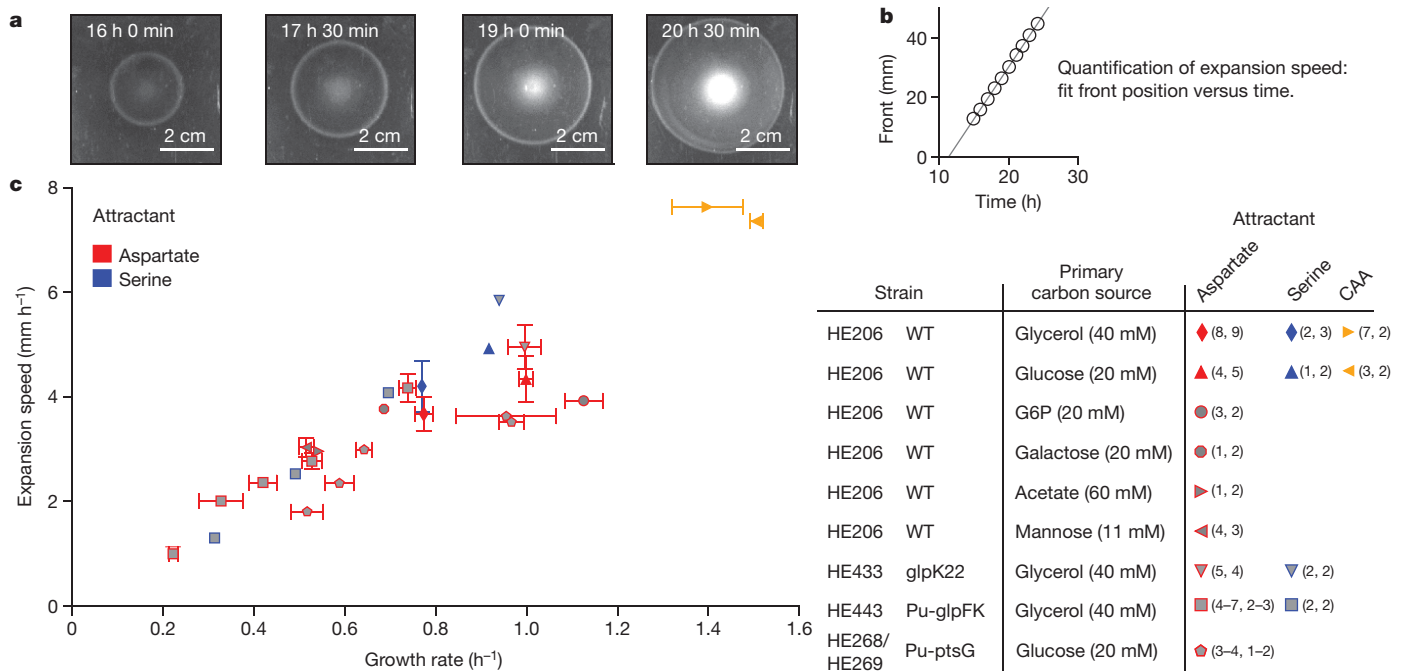 a
16 h 0 min
2 cm
17 h 30 min
2 cm
19 h 0 min
2 cm
20 h 30 min
2 cm
b
Front (mm)
40
20
0
10
20
30
Time (h)
Quantification of expansion speed:
fit front position versus time.
c
Expansion speed (mm h⁻¹)
8
6
4
2
0
Attractant
Aspartate
Serine
0
0.2
0.4
0.6
0.8
1.0
1.2
1.4
1.6
Growth rate (h⁻¹)
Attractant
Strain
Primary
carbon source
Aspartate
Serine
CAA
HE206 WT Glycerol (40 mM) (8, 9) (2, 3) (7, 2)
HE206 WT Glucose (20 mM) (4, 5) (1, 2) (3, 2)
HE206 WT G6P (20 mM) (3, 2)
HE206 WT Galactose (20 mM) (1, 2)
HE206 WT Acetate (60 mM) (1, 2)
HE206 WT Mannose (11 mM) (4, 3)
HE433 glpK22 Glycerol (40 mM) (5, 4) (2, 2)
HE443 Pu-glpFK Glycerol (40 mM) (4–7, 2–3) (2, 2)
HE268/
HE269 Pu-ptsG Glucose (20 mM) (3–4, 1–2)